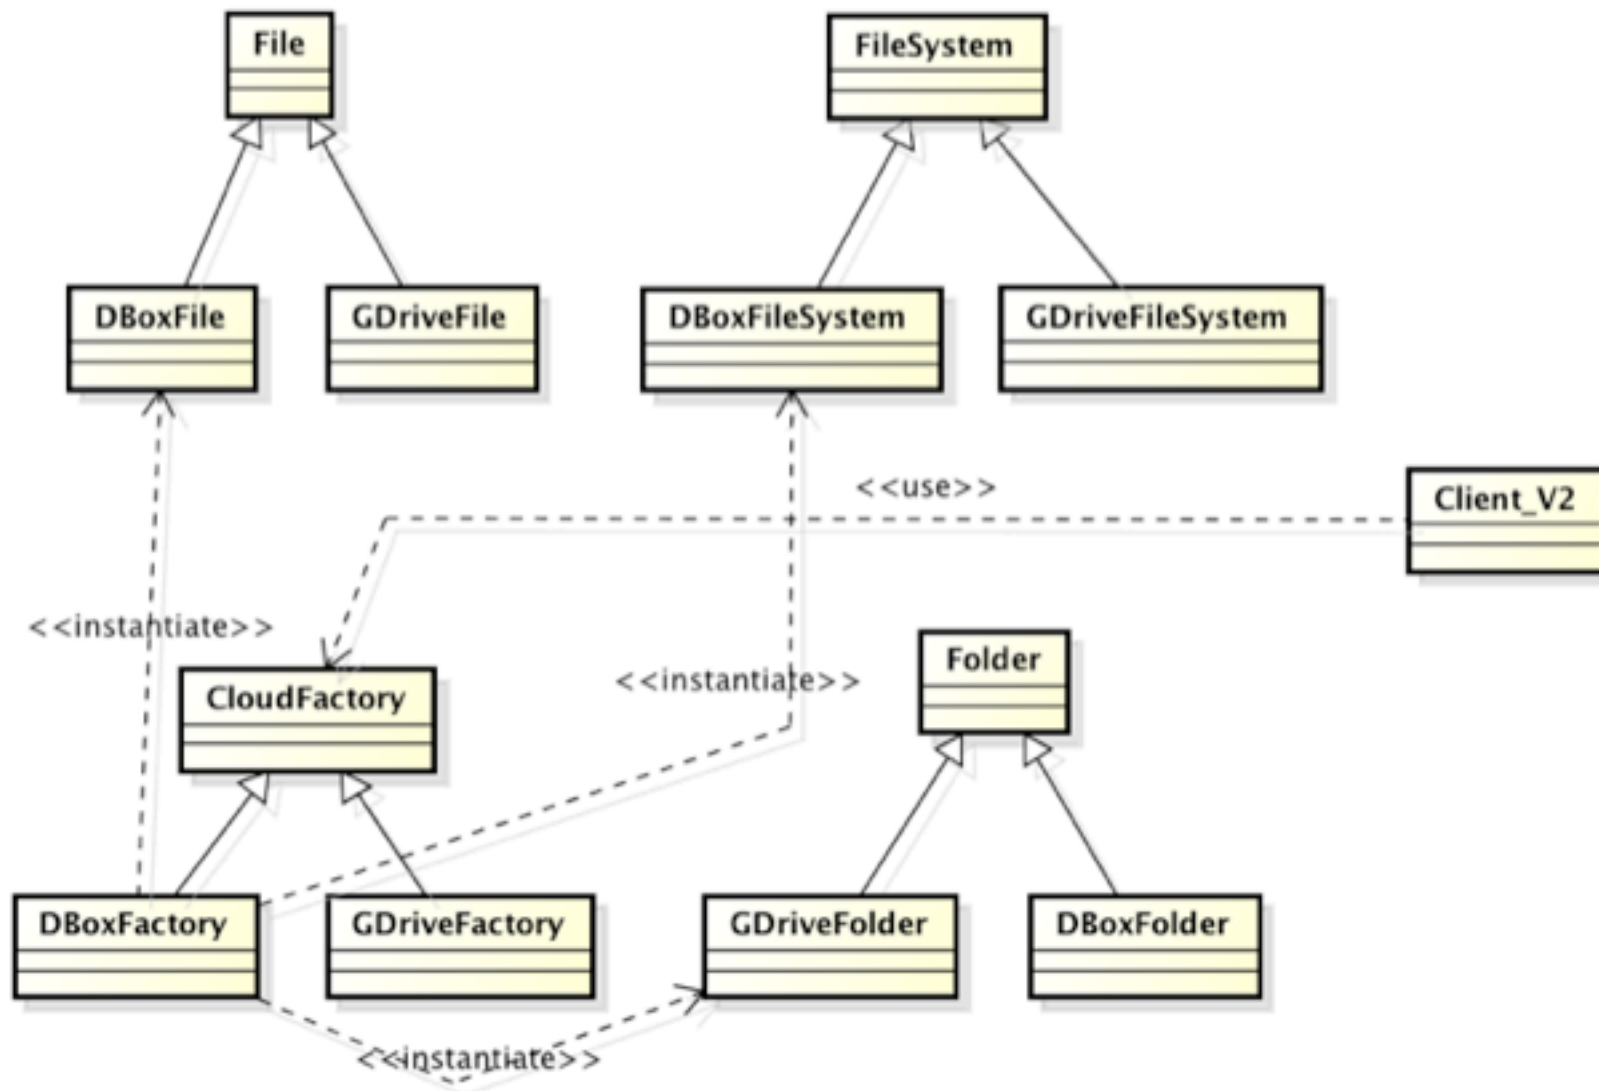 File
FileSystem
DBoxFile
GDriveFile
DBoxFileSystem
GDriveFileSystem
<<use>>
Client_V2
<<instantiate>>
CloudFactory
<<instantiate>>
Folder
DBoxFactory
GDriveFactory
GDriveFolder
DBoxFolder
<<instantiate>>